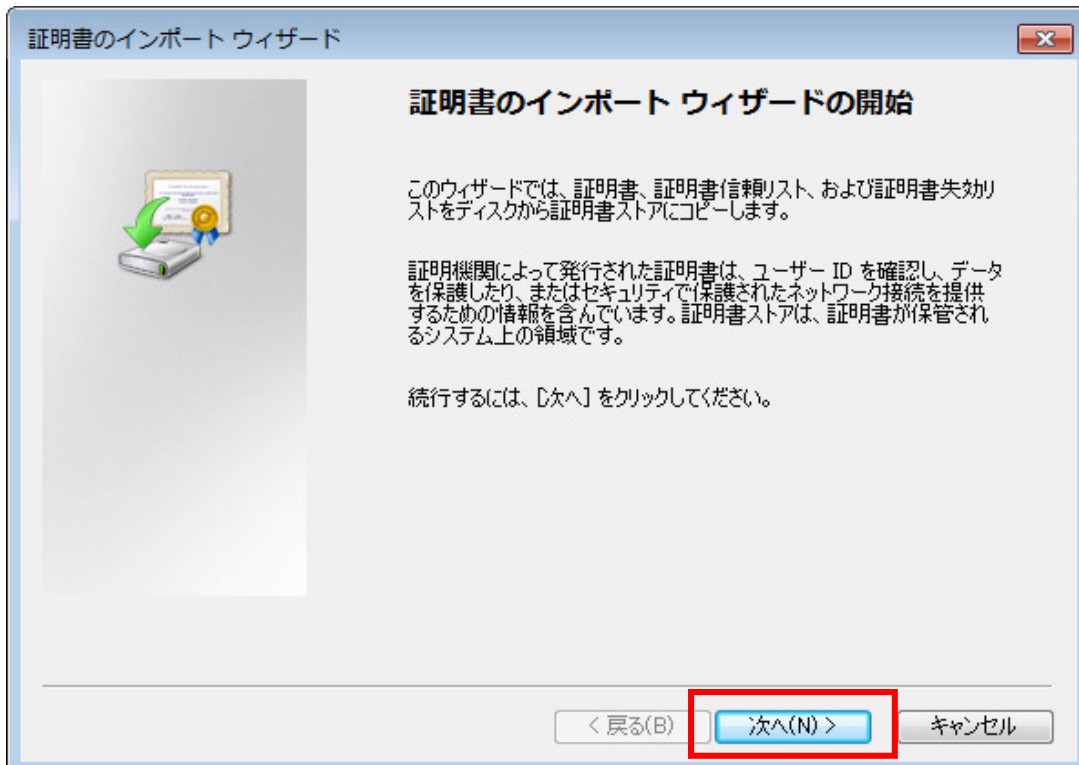 証明書のインポート ウィザード
証明書のインポート ウィザードの開始
このウィザードでは、証明書、証明書信頼リスト、および証明書失効リ
ストをディスクから証明書ストアにコピーします。
証明機関によって発行された証明書は、ユーザー ID を確認し、データ
を保護したり、またはセキュリティで保護されたネットワーク接続を提供
するための情報を含んでいます。証明書ストアは、証明書が保管され
るシステム上の領域です。
続行するには、[次へ] をクリックしてください。
< 戻る(B)
次へ(N) >
キャンセル